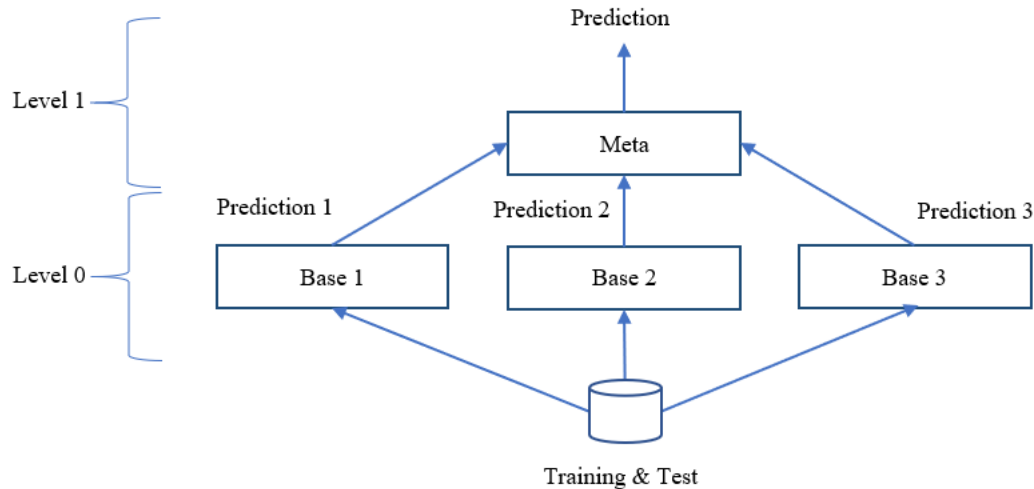 Prediction
Level 1
Meta
Prediction 1
Prediction 2
Prediction 3
Level 0
Base 1
Base 2
Base 3
Training & Test